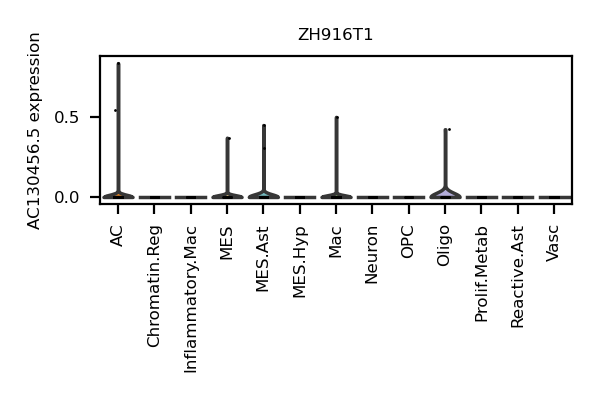 ZH916T1
AC130456.5 expression
0.5
0.0
AC
Chromatin.Reg
Inflammatory.Mac
MES
MES.Ast
MES.Hyp
Mac
Neuron
OPC
Oligo
Prolif.Metab
Reactive.Ast
Vasc